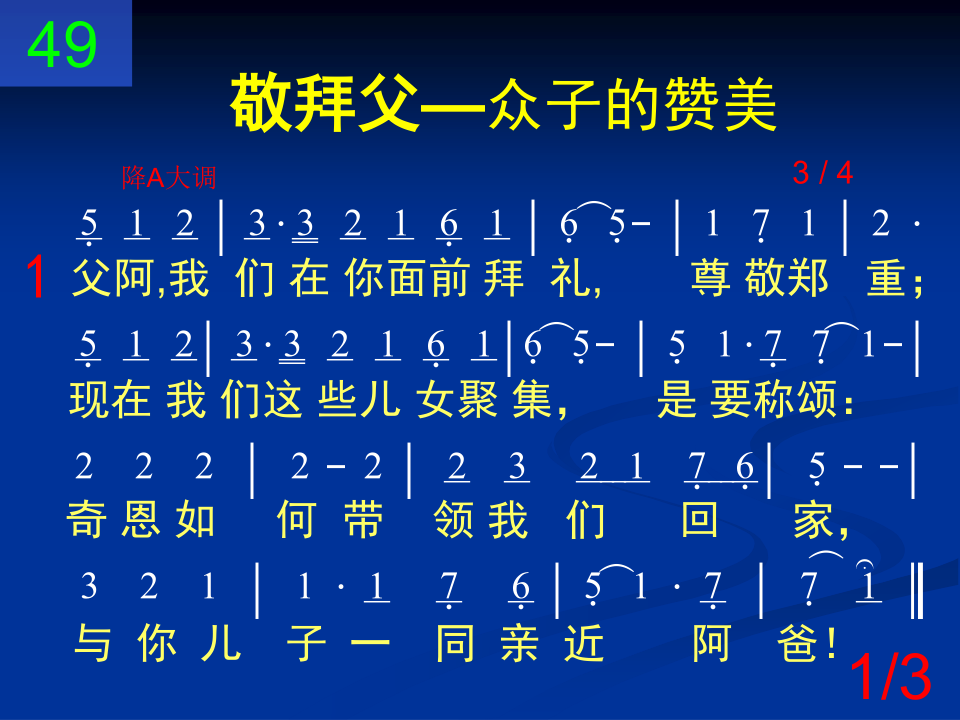 49
敬拜父—众子的赞美
降A大调 3 / 4
5 1 2 | 3 · 3 2 1 6 1 | 6 5 – | 1 7 1 | 2 ·
1 父阿,我 们 在 你面前 拜 礼, 尊 敬郑 重;
5 1 2 | 3 · 3 2 1 6 1 | 6 5 – | 5 1 · 7 7 1 – |
现在 我 们这 些儿 女聚 集, 是 要称颂:
2 2 2 | 2 – 2 | 2 3 2 1 7 6 | 5 – – |
奇 恩 如 何 带 领 我 们 回 家,
3 2 1 | 1 · 1 7 6 | 5 1 · 7 | 7 1 ‖
与 你 儿 子 一 同 亲 近 阿 爸!
1/3